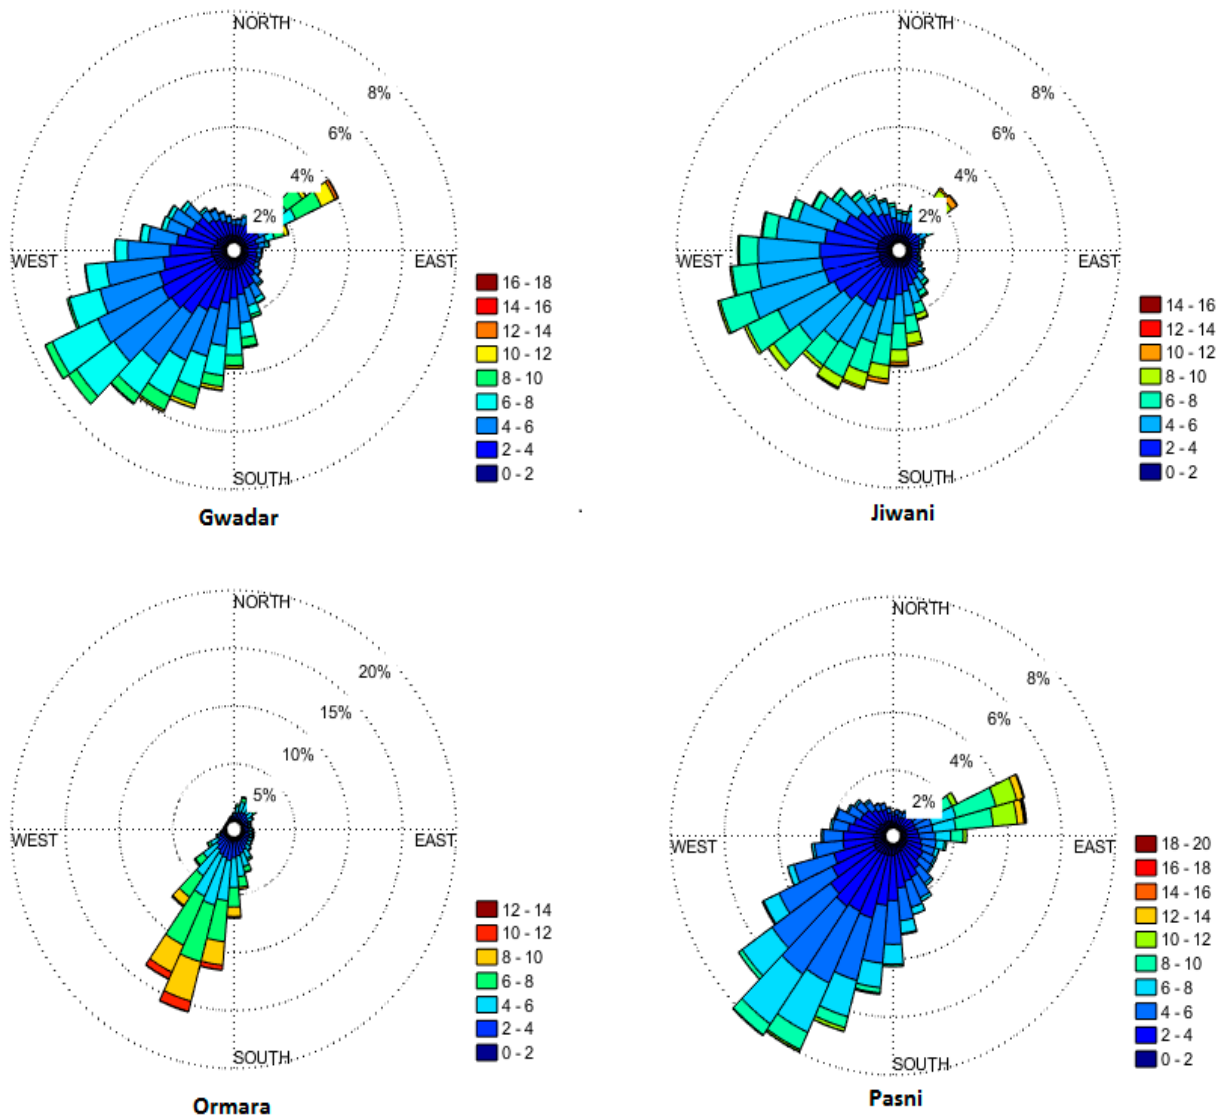 NORTH
8%
6%
4%
2%
WEST
EAST
SOUTH
16 - 18
14 - 16
12 - 14
10 - 12
8 - 10
6 - 8
4 - 6
2 - 4
0 - 2
Gwadar
NORTH
8%
6%
4%
2%
WEST
EAST
SOUTH
14 - 16
12 - 14
10 - 12
8 - 10
6 - 8
4 - 6
2 - 4
0 - 2
Jiwani
NORTH
20%
15%
10%
5%
WEST
EAST
SOUTH
12 - 14
10 - 12
8 - 10
6 - 8
4 - 6
2 - 4
0 - 2
Ormara
NORTH
8%
6%
4%
2%
WEST
EAST
SOUTH
18 - 20
16 - 18
14 - 16
12 - 14
10 - 12
8 - 10
6 - 8
4 - 6
2 - 4
0 - 2
Pasni